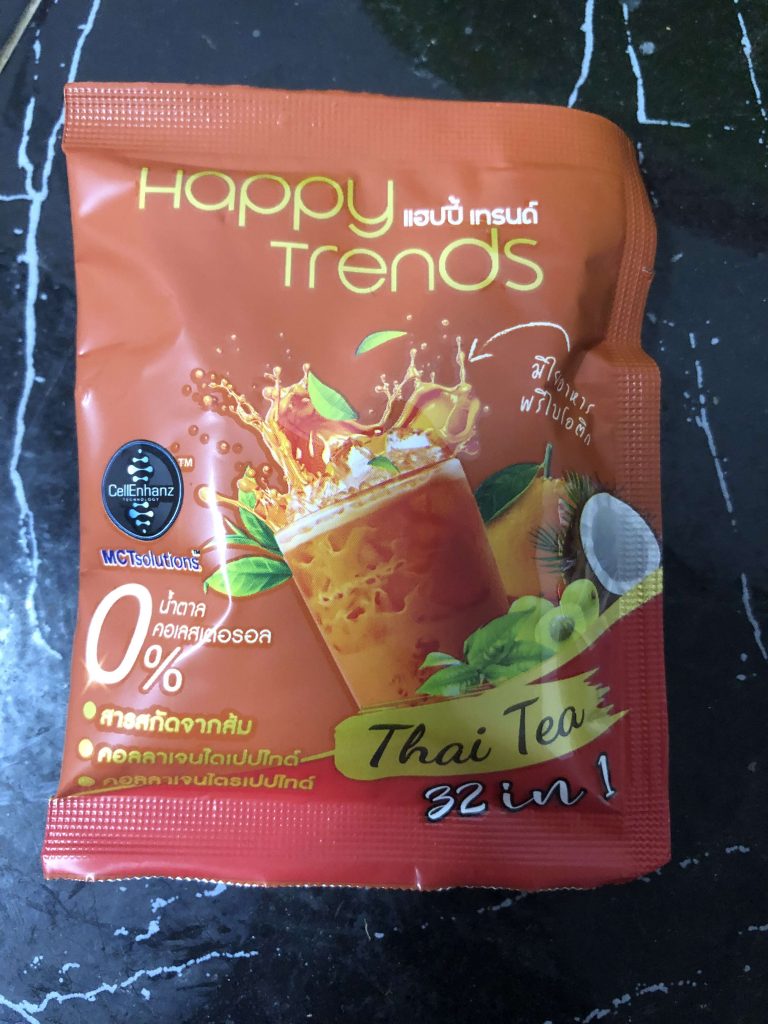 Happy
แฮปปี้ เทรนด์
Trends
มีใยอาหาร
พรีไบโอติก
TM
CellEnhanz
TECHNOLOGY
MCTsolutions
0%
น้ำตาล
คอเลสเตอรอล
สารสกัดจากส้ม
คอลลาเจนไดเปปไทด์
คอลลาเจนไตรเปปไทด์
Thai Tea
32 in 1